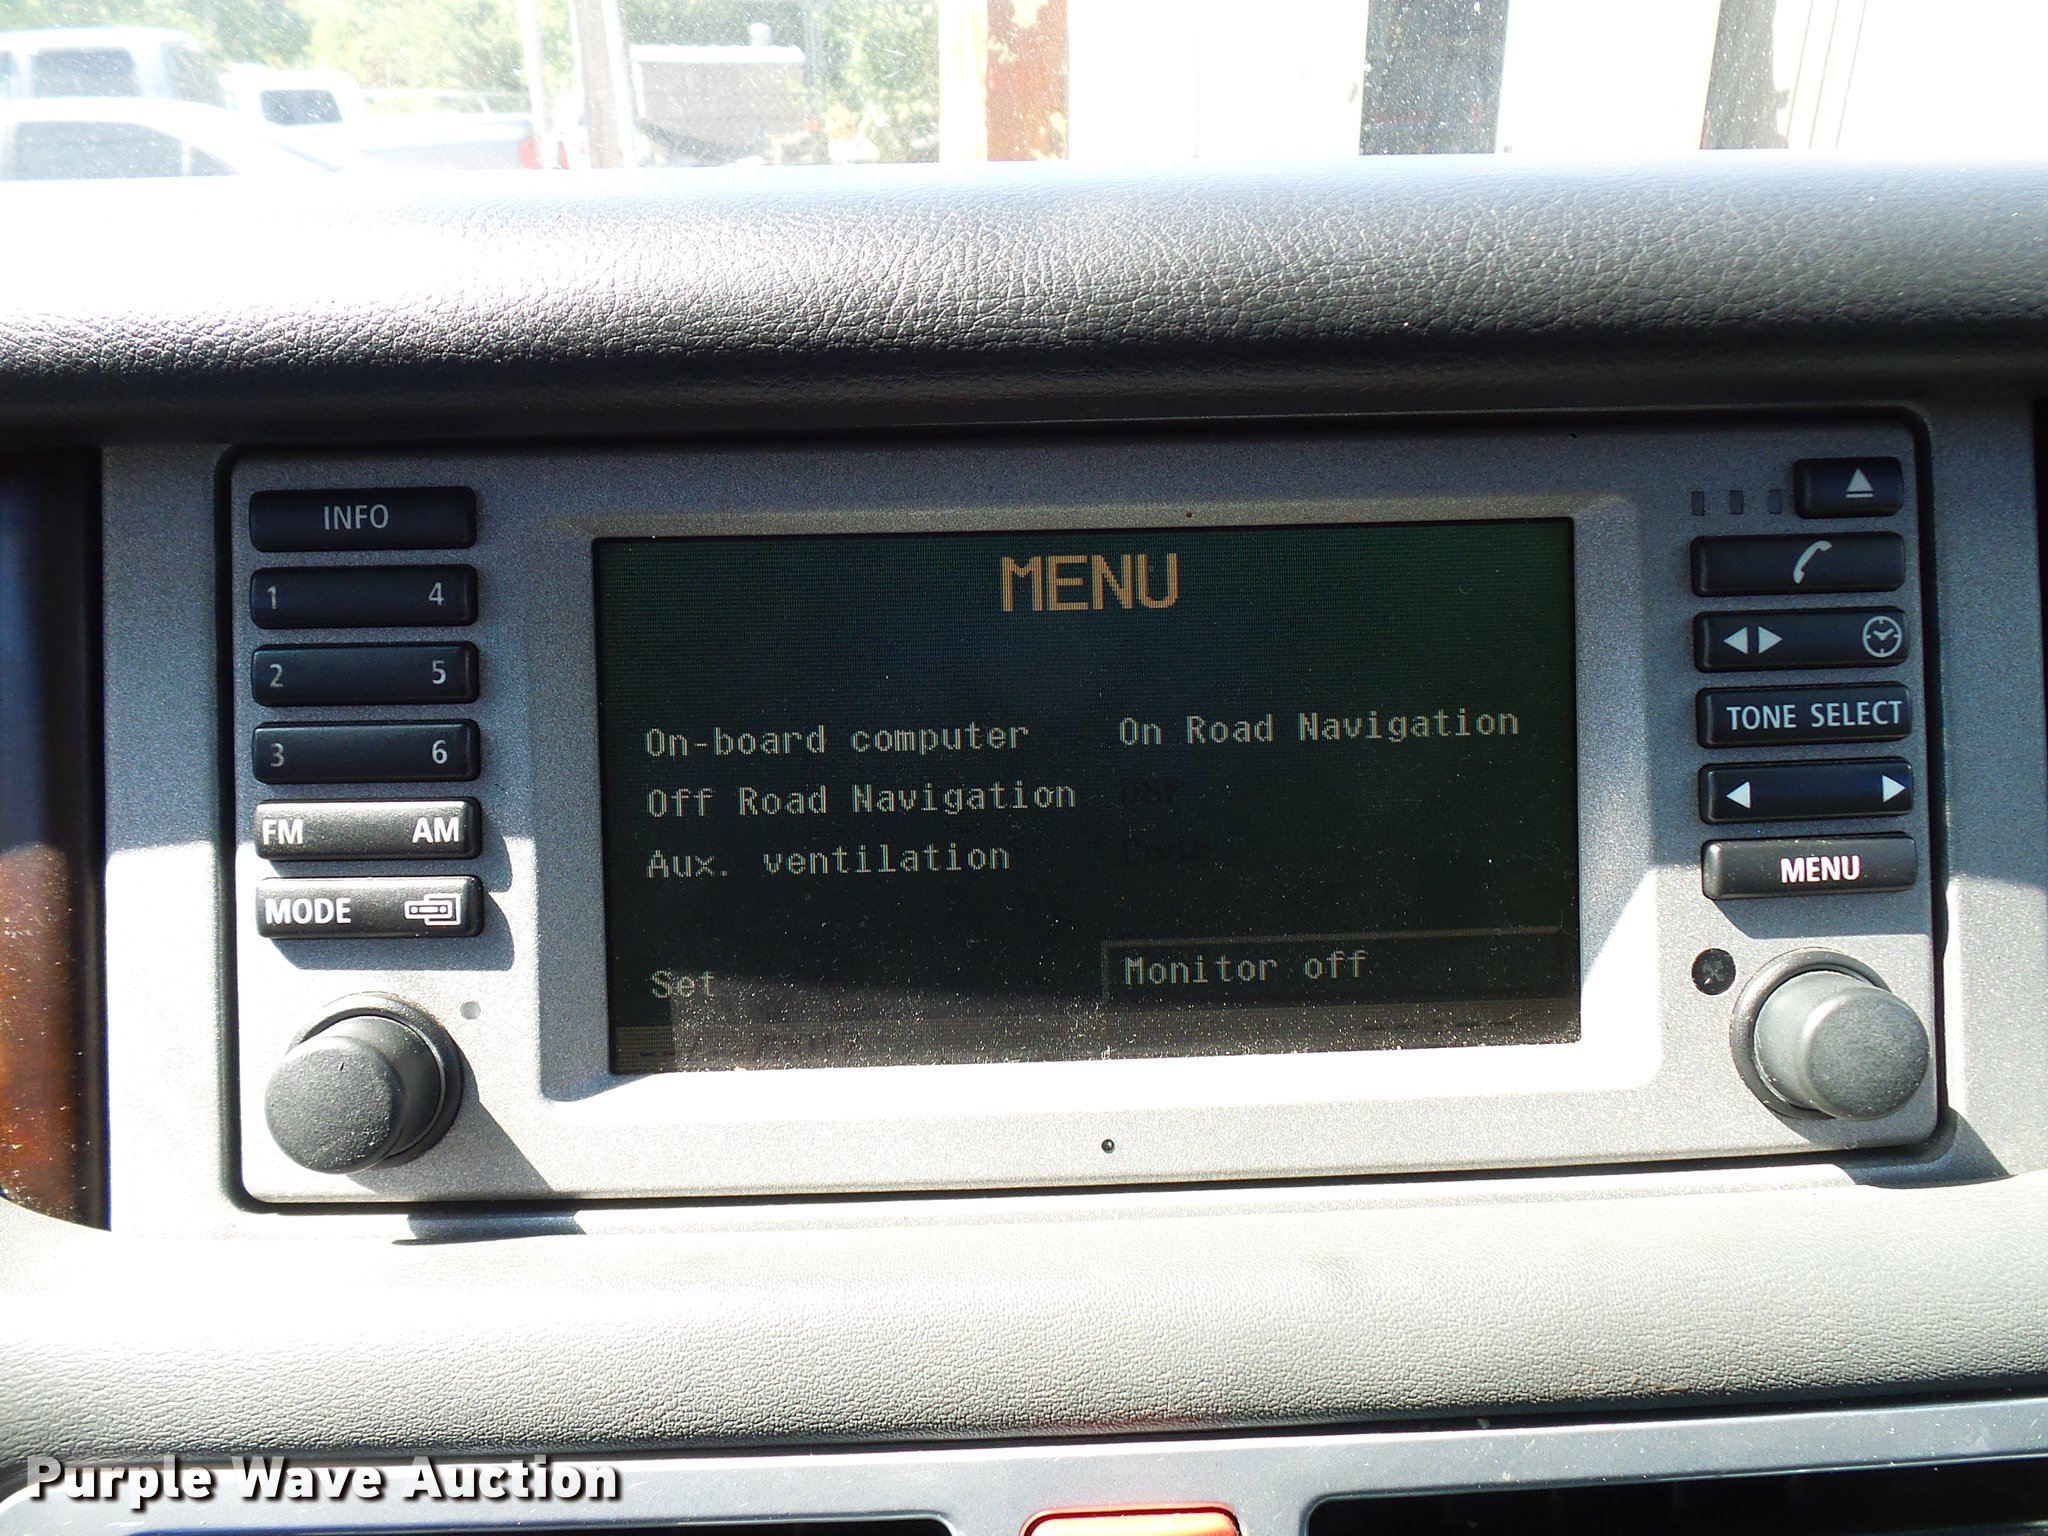 INFO
1 4
2 5
3 6
FM AM
MODE
MENU
On-board computer On Road Navigation
Off Road Navigation DSP
Aux. ventilation
Set Monitor off
TONE SELECT
MENU
Purple Wave Auction